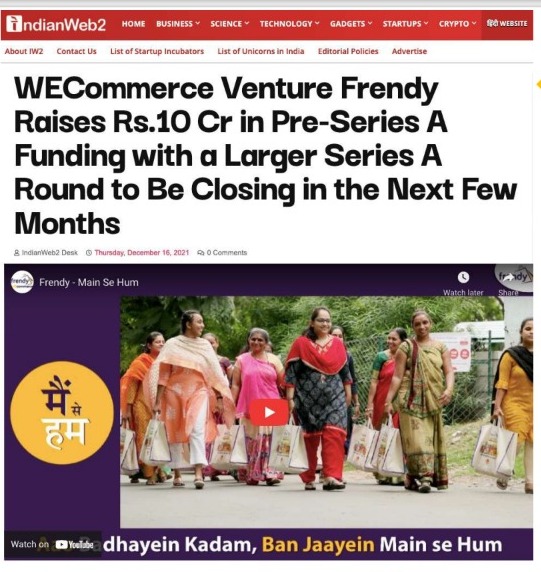 IndianWeb2
HOME BUSINESS SCIENCE TECHNOLOGY GADGETS STARTUPS CRYPTO हिंदी WEBSITE
About IW2 Contact Us List of Startup Incubators List of Unicorns in India Editorial Policies Advertise
WECommerce Venture Frendy
Raises Rs.10 Cr in Pre-Series A
Funding with a Larger Series A
Round to Be Closing in the Next Few
Months
IndianWeb2 Desk Thursday, December 16, 2021 0 Comments
frendy Frendy - Main Se Hum
frendy
Watch later Share
मैं से
हम
Watch on YouTube
dhayein Kadam, Ban Jaayein Main se Hum